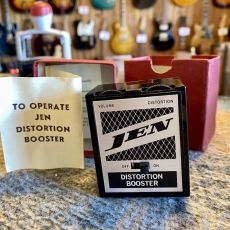 TO OPERATE
JEN
DISTORTION
BOOSTER
VOLUME DISTORTION
JEN
OFF ON
DISTORTION
BOOSTER